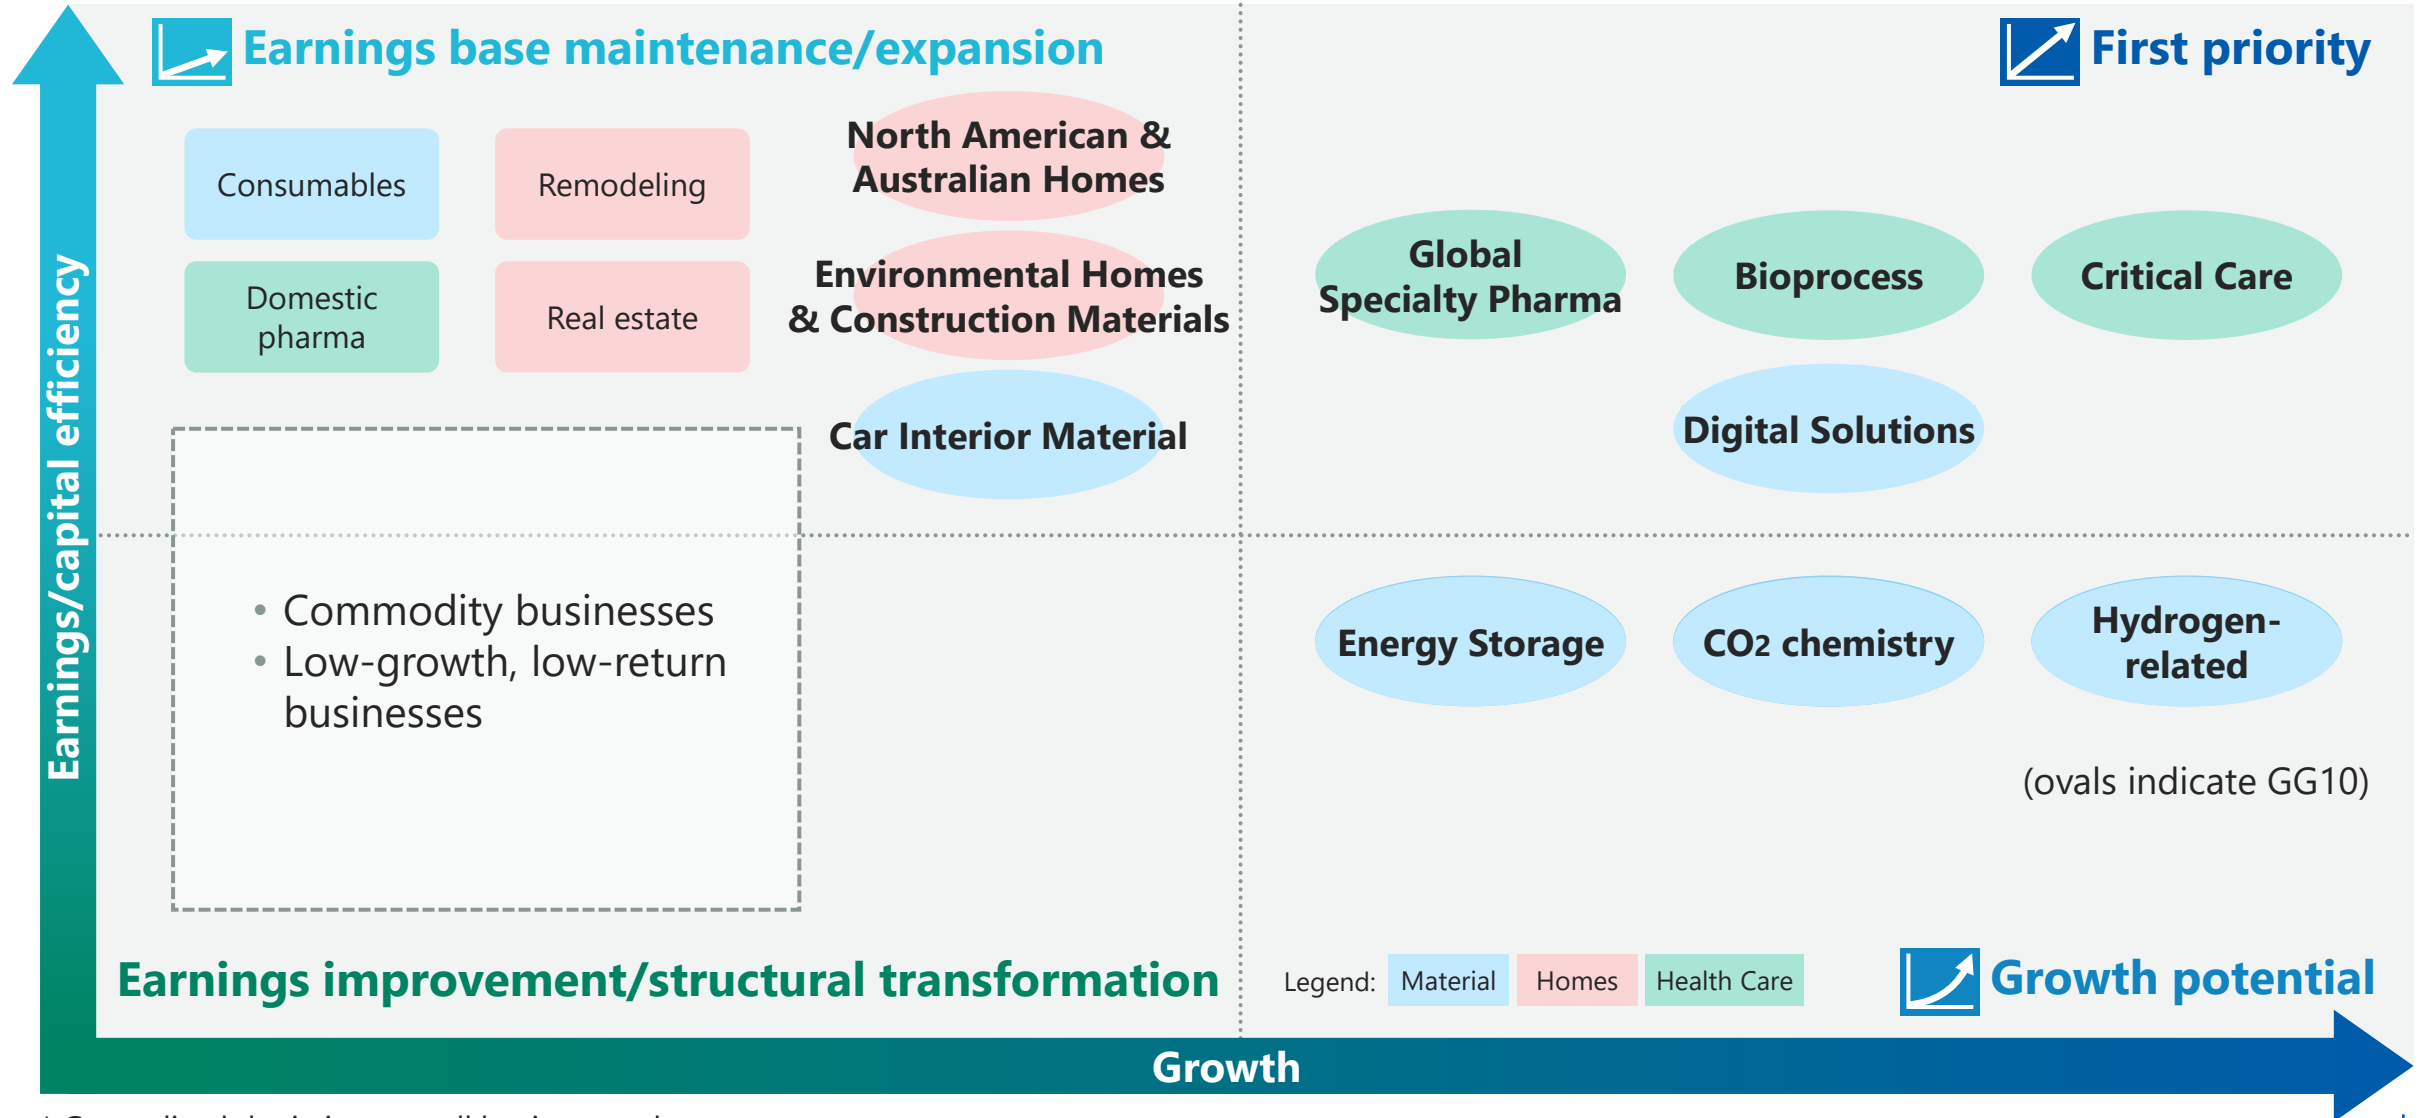 Earnings base maintenance/expansion
First priority
Consumables
Remodeling
North American &
Australian Homes
Domestic
pharma
Real estate
Environmental Homes
& Construction Materials
Car Interior Material
Global
Specialty Pharma
Bioprocess
Critical Care
Digital Solutions
Earnings/capital efficiency
• Commodity businesses
• Low-growth, low-return
businesses
Energy Storage
CO2 chemistry
Hydrogen-
related
(ovals indicate GG10)
Earnings improvement/structural transformation
Legend:
Material
Homes
Health Care
Growth potential
Growth